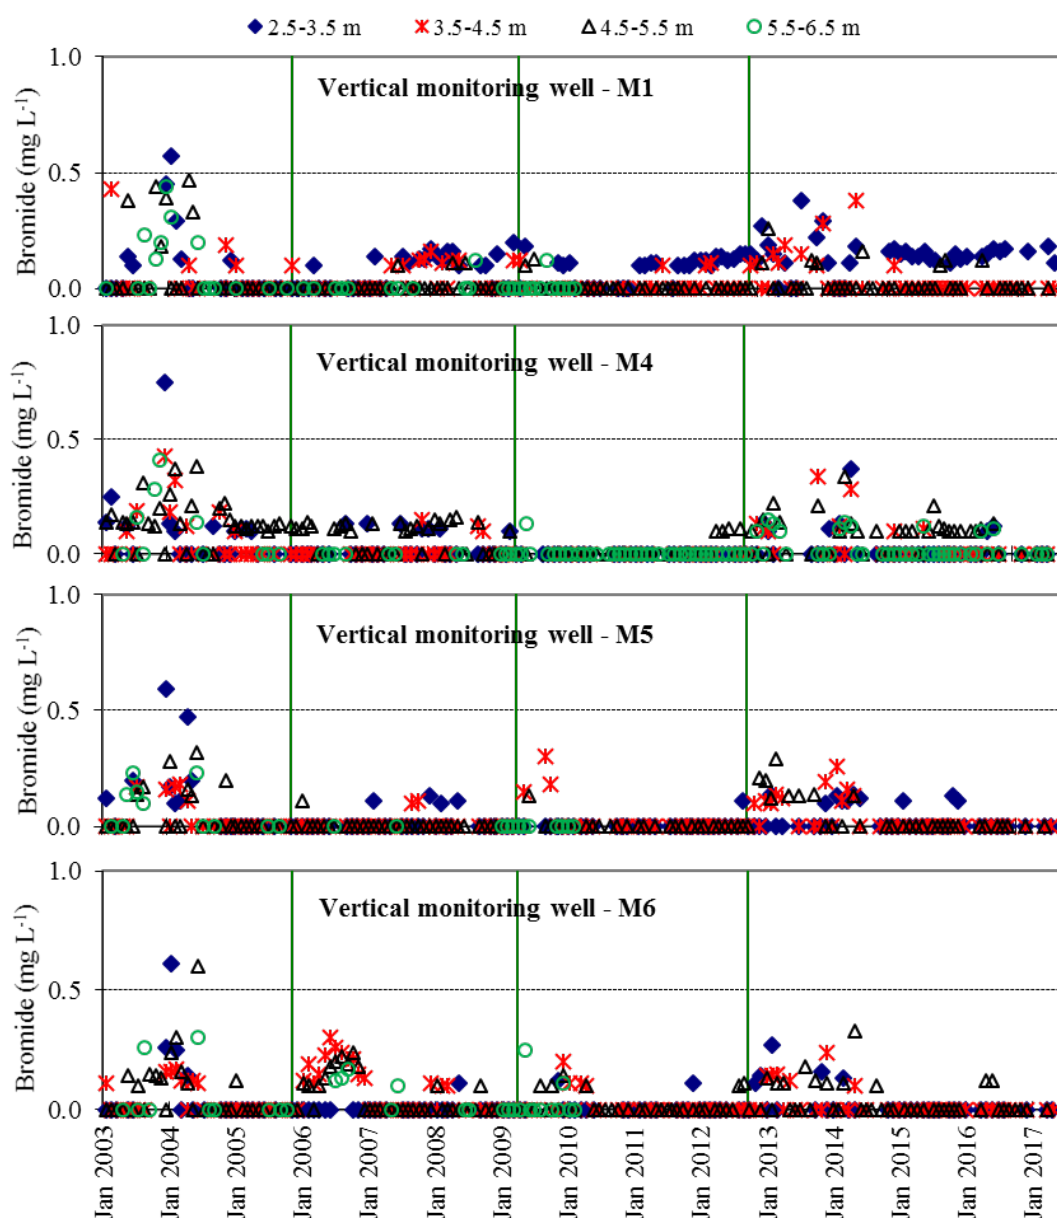 2.5-3.5 m 3.5-4.5 m 4.5-5.5 m 5.5-6.5 m
1.0
Vertical monitoring well - M1
0.5
0.0
Bromide (mg L-1)
1.0
Vertical monitoring well - M4
0.5
0.0
Bromide (mg L-1)
1.0
Vertical monitoring well - M5
0.5
0.0
Bromide (mg L-1)
1.0
Vertical monitoring well - M6
0.5
0.0
Bromide (mg L-1)
Jan 2003
Jan 2004
Jan 2005
Jan 2006
Jan 2007
Jan 2008
Jan 2009
Jan 2010
Jan 2011
Jan 2012
Jan 2013
Jan 2014
Jan 2015
Jan 2016
Jan 2017